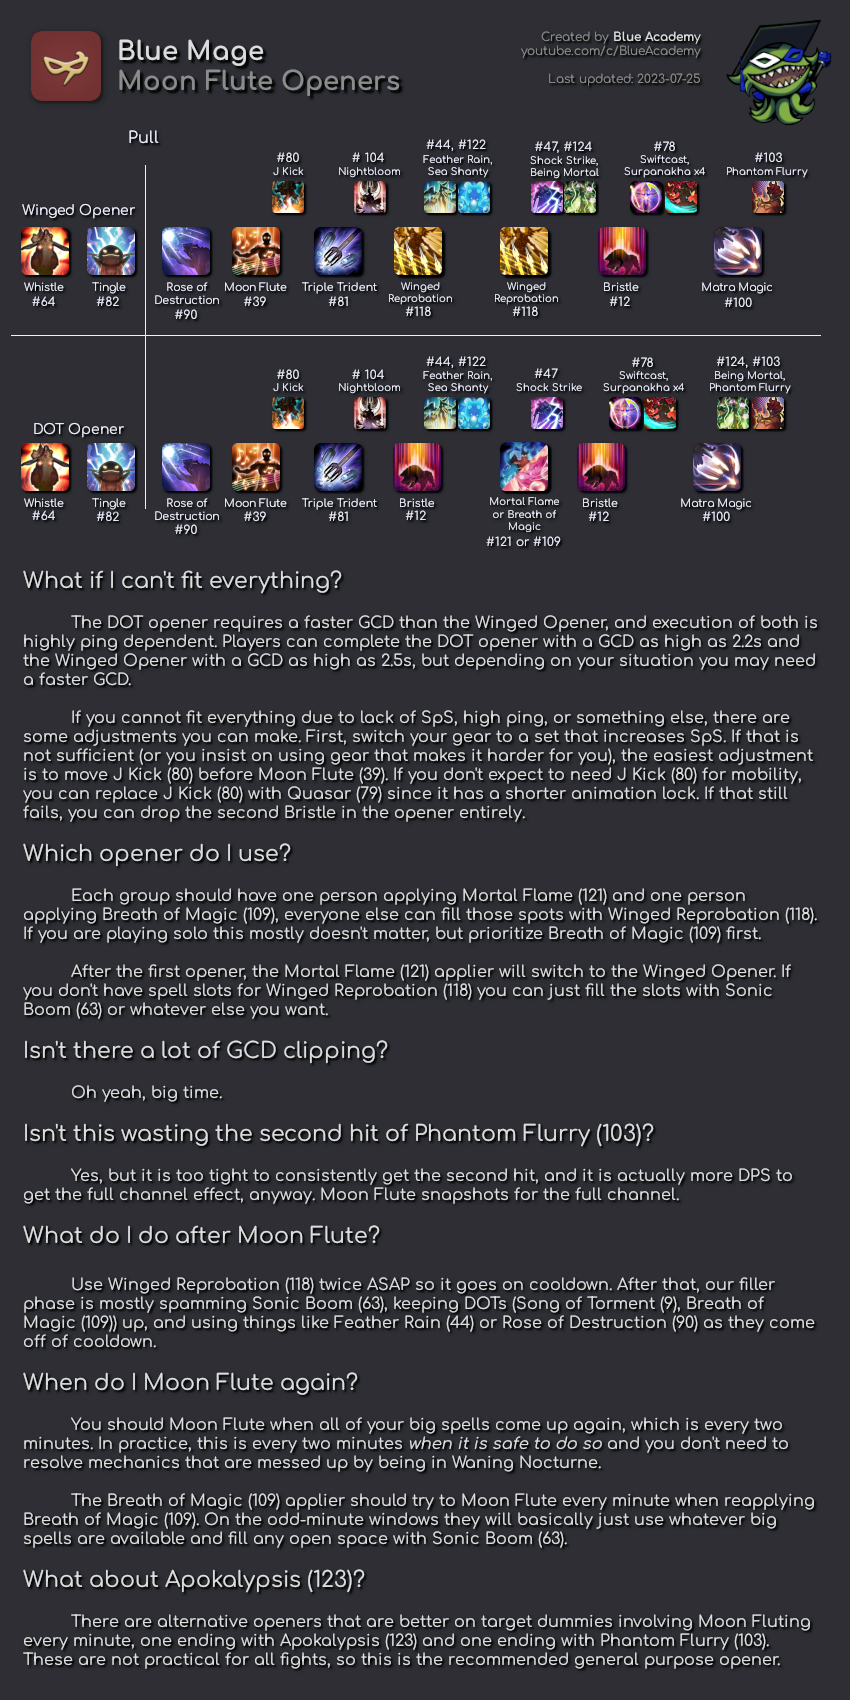 Blue Mage
Moon Flute Openers
Created by Blue Academy
youtube.com/c/BlueAcademy
Last updated: 2023-07-25
Pull
Winged Opener
#80
J Kick
# 104
Nightbloom
#44, #122
Feather Rain,
Sea Shanty
#47, #124
Shock Strike,
Being Mortal
#78
Swiftcast,
Surpanakha x4
#103
Phantom Flurry
Whistle
#64
Tingle
#82
Rose of
Destruction
#90
Moon Flute
#39
Triple Trident
#81
Winged
Reprobation
#118
Winged
Reprobation
#118
Bristle
#12
Matra Magic
#100
DOT Opener
#80
J Kick
# 104
Nightbloom
#44, #122
Feather Rain,
Sea Shanty
#47
Shock Strike
#78
Swiftcast,
Surpanakha x4
#124, #103
Being Mortal,
Phantom Flurry
Whistle
#64
Tingle
#82
Rose of
Destruction
#90
Moon Flute
#39
Triple Trident
#81
Bristle
#12
Mortal Flame
or Breath of
Magic
#121 or #109
Bristle
#12
Matra Magic
#100
What if I can't fit everything?
The DOT opener requires a faster GCD than the Winged Opener, and execution of both is
highly ping dependent. Players can complete the DOT opener with a GCD as high as 2.2s and
the Winged Opener with a GCD as high as 2.5s, but depending on your situation you may need
a faster GCD.
If you cannot fit everything due to lack of SpS, high ping, or something else, there are
some adjustments you can make. First, switch your gear to a set that increases SpS. If that is
not sufficient (or you insist on using gear that makes it harder for you), the easiest adjustment
is to move J Kick (80) before Moon Flute (39). If you don't expect to need J Kick (80) for mobility,
you can replace J Kick (80) with Quasar (79) since it has a shorter animation lock. If that still
fails, you can drop the second Bristle in the opener entirely.
Which opener do I use?
Each group should have one person applying Mortal Flame (121) and one person
applying Breath of Magic (109), everyone else can fill those spots with Winged Reprobation (118).
If you are playing solo this mostly doesn't matter, but prioritize Breath of Magic (109) first.
After the first opener, the Mortal Flame (121) applier will switch to the Winged Opener. If
you don't have spell slots for Winged Reprobation (118) you can just fill the slots with Sonic
Boom (63) or whatever else you want.
Isn't there a lot of GCD clipping?
Oh yeah, big time.
Isn't this wasting the second hit of Phantom Flurry (103)?
Yes, but it is too tight to consistently get the second hit, and it is actually more DPS to
get the full channel effect, anyway. Moon Flute snapshots for the full channel.
What do I do after Moon Flute?
Use Winged Reprobation (118) twice ASAP so it goes on cooldown. After that, our filler
phase is mostly spamming Sonic Boom (63), keeping DOTs (Song of Torment (9), Breath of
Magic (109)) up, and using things like Feather Rain (44) or Rose of Destruction (90) as they come
off of cooldown.
When do I Moon Flute again?
You should Moon Flute when all of your big spells come up again, which is every two
minutes. In practice, this is every two minutes when it is safe to do so and you don't need to
resolve mechanics that are messed up by being in Waning Nocturne.
The Breath of Magic (109) applier should try to Moon Flute every minute when reapplying
Breath of Magic (109). On the odd-minute windows they will basically just use whatever big
spells are available and fill any open space with Sonic Boom (63).
What about Apokalypsis (123)?
There are alternative openers that are better on target dummies involving Moon Fluting
every minute, one ending with Apokalypsis (123) and one ending with Phantom Flurry (103).
These are not practical for all fights, so this is the recommended general purpose opener.